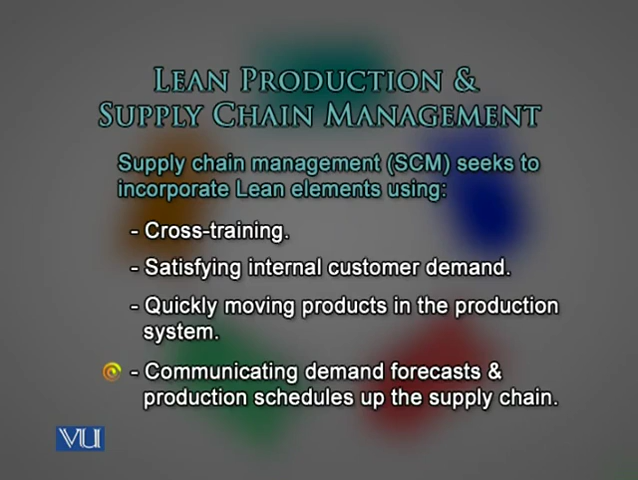 LEAN PRODUCTION &
SUPPLY CHAIN MANAGEMENT
Supply chain management (SCM) seeks to
incorporate Lean elements using:
- Cross-training.
- Satisfying internal customer demand.
- Quickly moving products in the production
system.
- Communicating demand forecasts &
production schedules up the supply chain.
VU